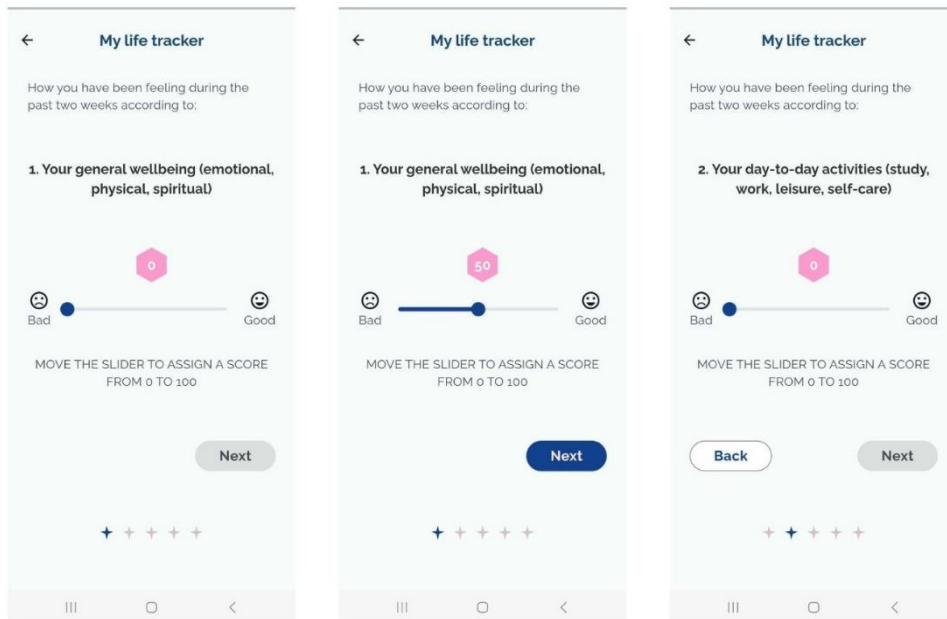 My life tracker
How you have been feeling during the
past two weeks according to:
1. Your general wellbeing (emotional,
physical, spiritual)
0
Bad
Good
MOVE THE SLIDER TO ASSIGN A SCORE
FROM 0 TO 100
Next
My life tracker
How you have been feeling during the
past two weeks according to:
1. Your general wellbeing (emotional,
physical, spiritual)
50
Bad
Good
MOVE THE SLIDER TO ASSIGN A SCORE
FROM 0 TO 100
Next
My life tracker
How you have been feeling during the
past two weeks according to:
2. Your day-to-day activities (study,
work, leisure, self-care)
0
Bad
Good
MOVE THE SLIDER TO ASSIGN A SCORE
FROM 0 TO 100
Back
Next